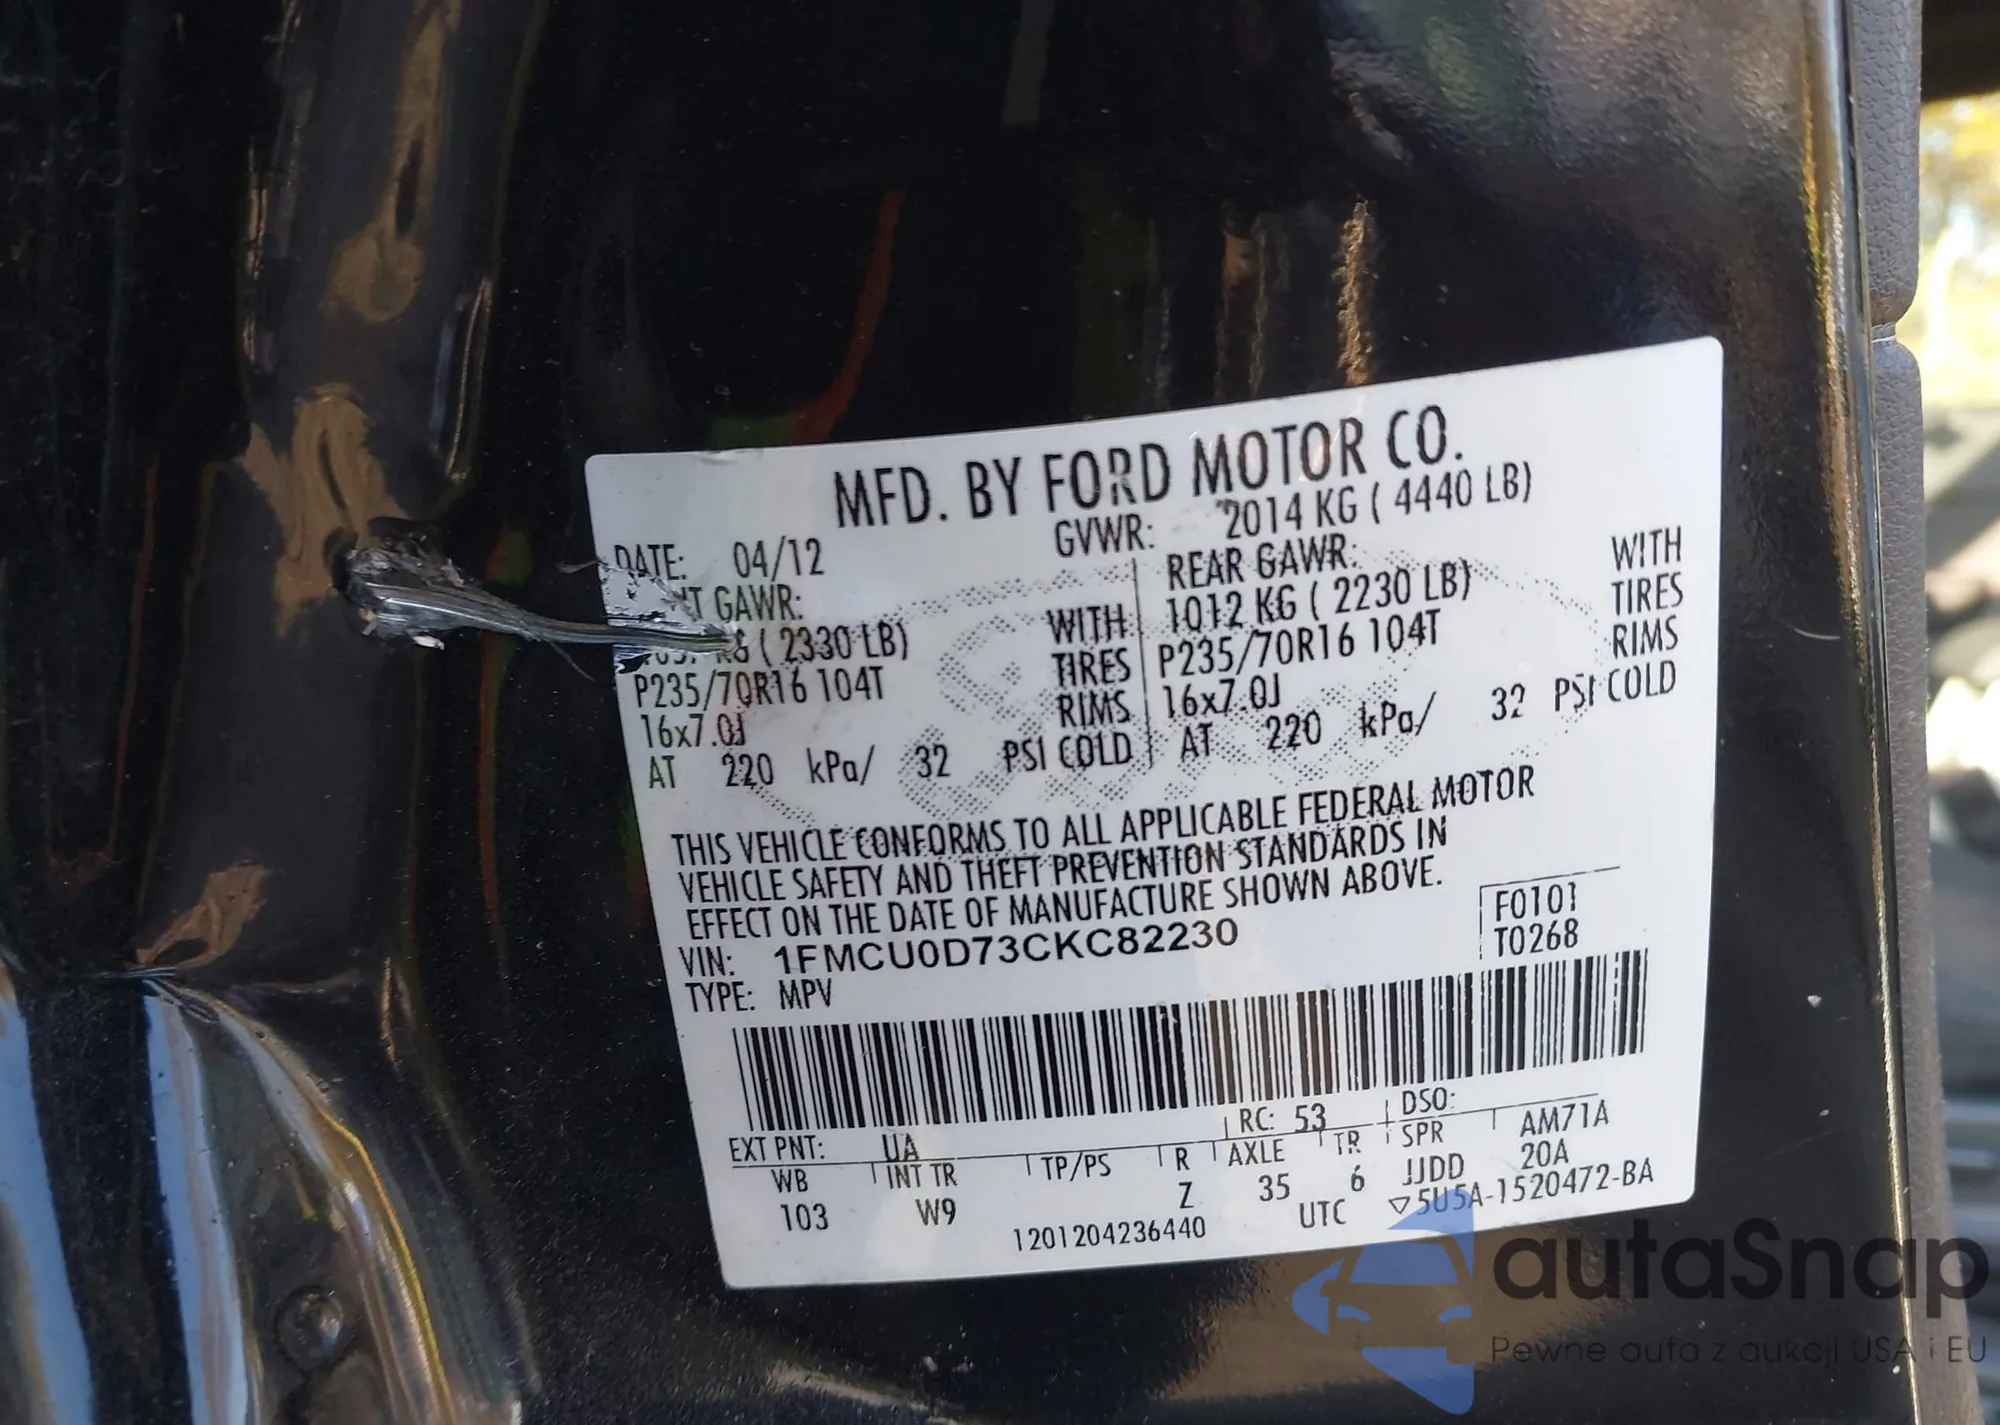 MFD. BY FORD MOTOR CO.
DATE: 04/12
GVWR: 2014 KG ( 4440 LB)
GAWR:
KG ( 2330 LB) WITH
P235/70R16 104T TIRES
16x7.0J RIMS
AT 220 kPa/ 32 PSI COLD
REAR GAWR:
1012 KG ( 2230 LB) WITH
P235/70R16 104T TIRES
16x7.0J RIMS
AT 220 kPa/ 32 PSI COLD
THIS VEHICLE CONFORMS TO ALL APPLICABLE FEDERAL MOTOR
VEHICLE SAFETY AND THEFT PREVENTION STANDARDS IN
EFFECT ON THE DATE OF MANUFACTURE SHOWN ABOVE.
F0101
T0268
VIN: 1FMCU0D73CKC82230
TYPE: MPV
EXT PNT: UA RC: 53 DSO:
WB INT TR TP/PS R AXLE TR SPR AM71A
103 W9 Z 35 6 JJDD 20A
1201204236440 UTC ▽5U5A-1520472-BA
autaSnap
Pewne auta z aukcji USA i EU